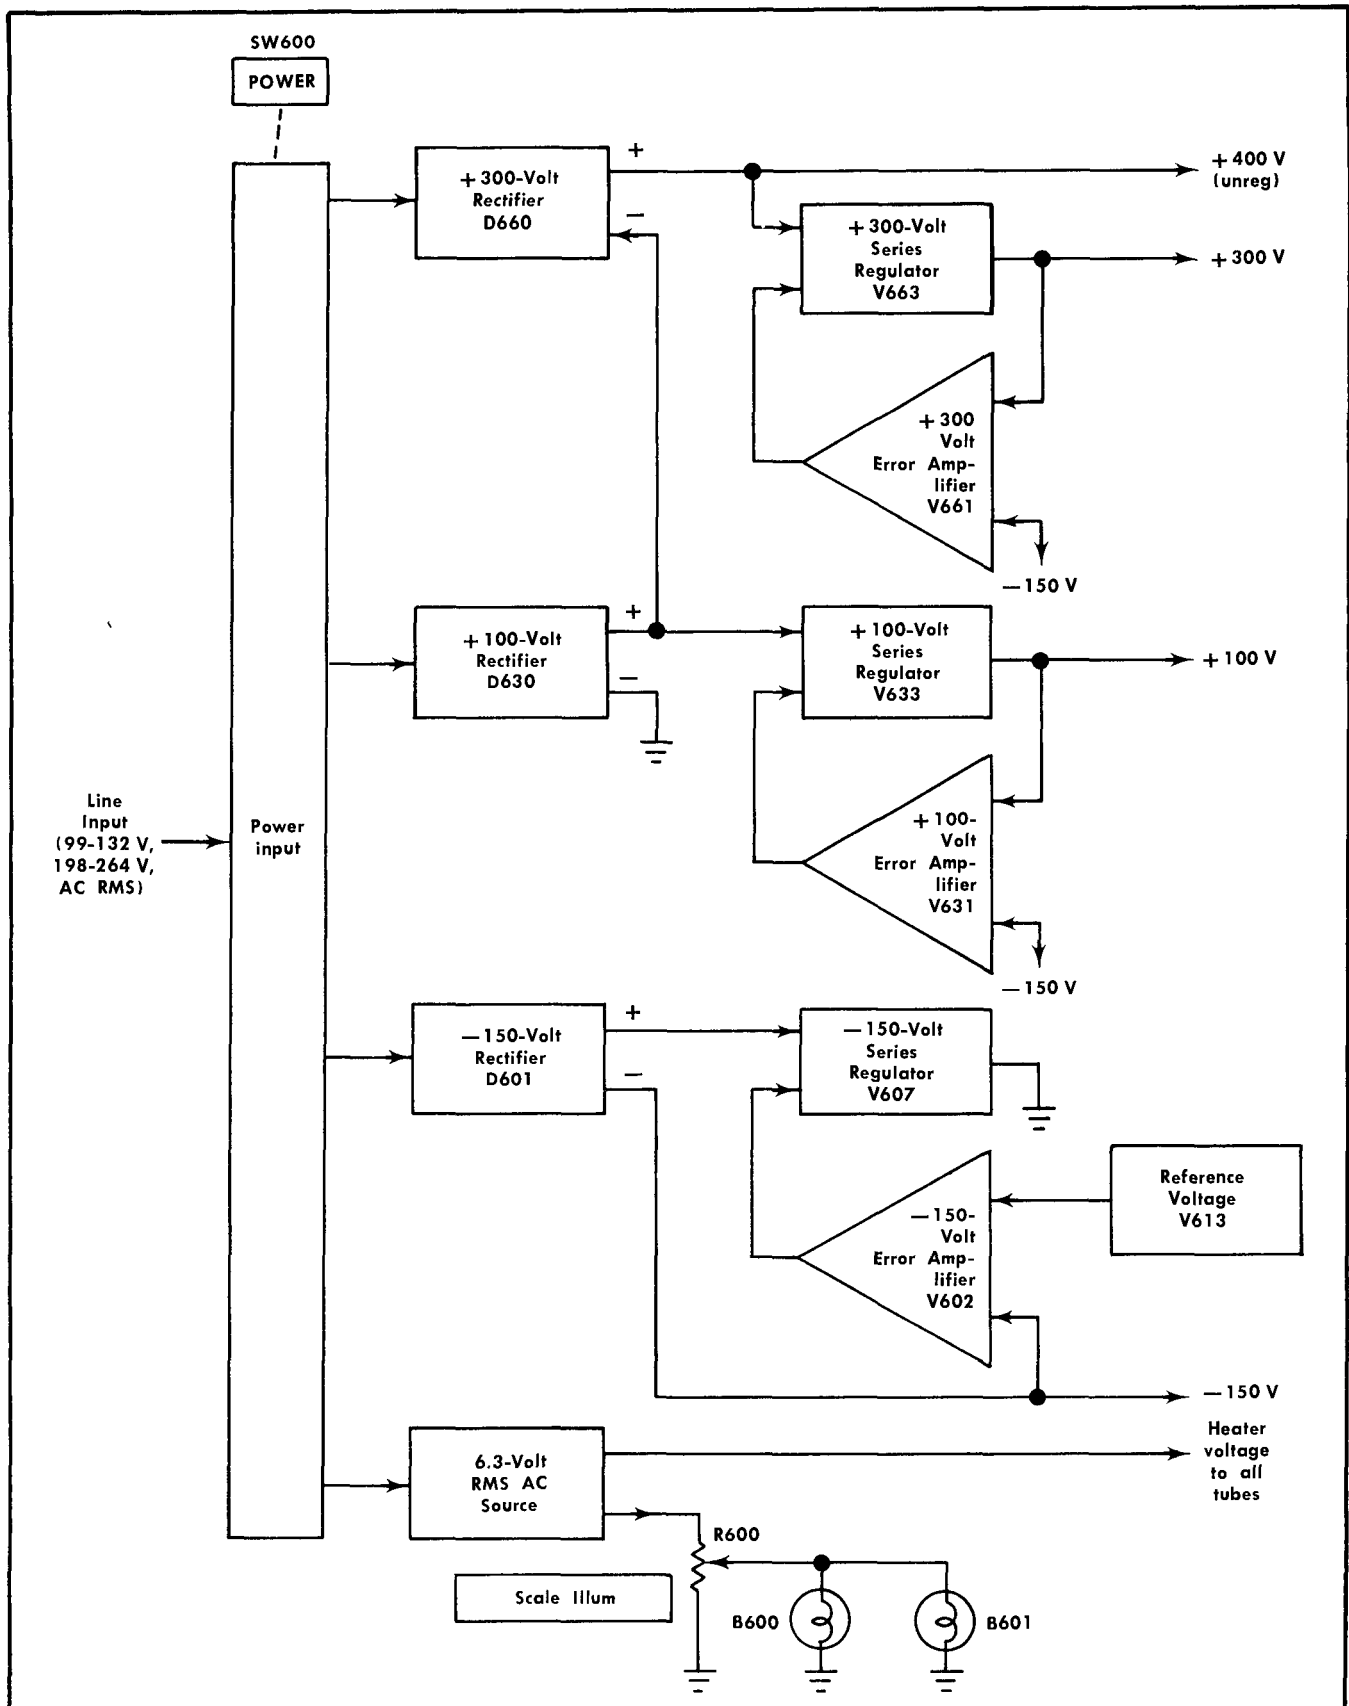 SW600
POWER
+300-Volt
Rectifier
D660
+
−
+400 V
(unreg)
+300-Volt
Series
Regulator
V663
+300 V
+300
Volt
Error Amp-
lifier
V661
−150 V
+100-Volt
Rectifier
D630
+
−
+100-Volt
Series
Regulator
V633
+100 V
Line
Input
(99-132 V,
198-264 V,
AC RMS)
Power
input
+100-
Volt
Error Amp-
lifier
V631
−150 V
−150-Volt
Rectifier
D601
+
−
−150-Volt
Series
Regulator
V607
Reference
Voltage
V613
−150-
Volt
Error Amp-
lifier
V602
−150 V
6.3-Volt
RMS AC
Source
Heater
voltage
to all
tubes
R600
Scale Illum
B600
B601